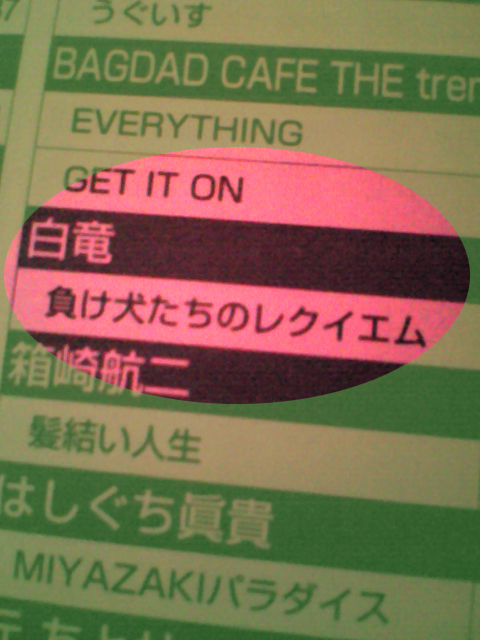 うぐいす
BAGDAD CAFE THE tren
EVERYTHING
GET IT ON
白竜
負け犬たちのレクイエム
箱崎航二
髪結い人生
はしぐち眞貴
MIYAZAKIパラダイス